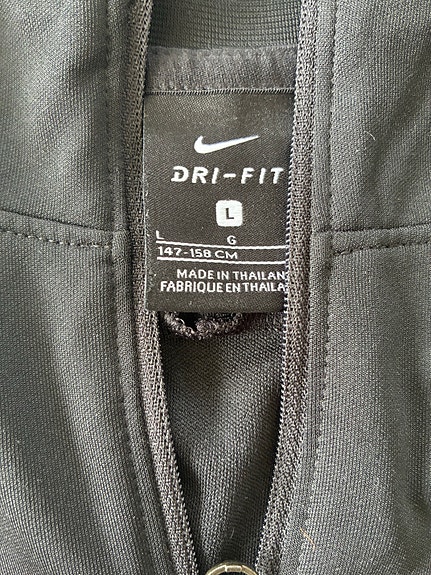 DRI-FIT
L
L G
147-158 CM
MADE IN THAILAN
FABRIQUE EN THAILA